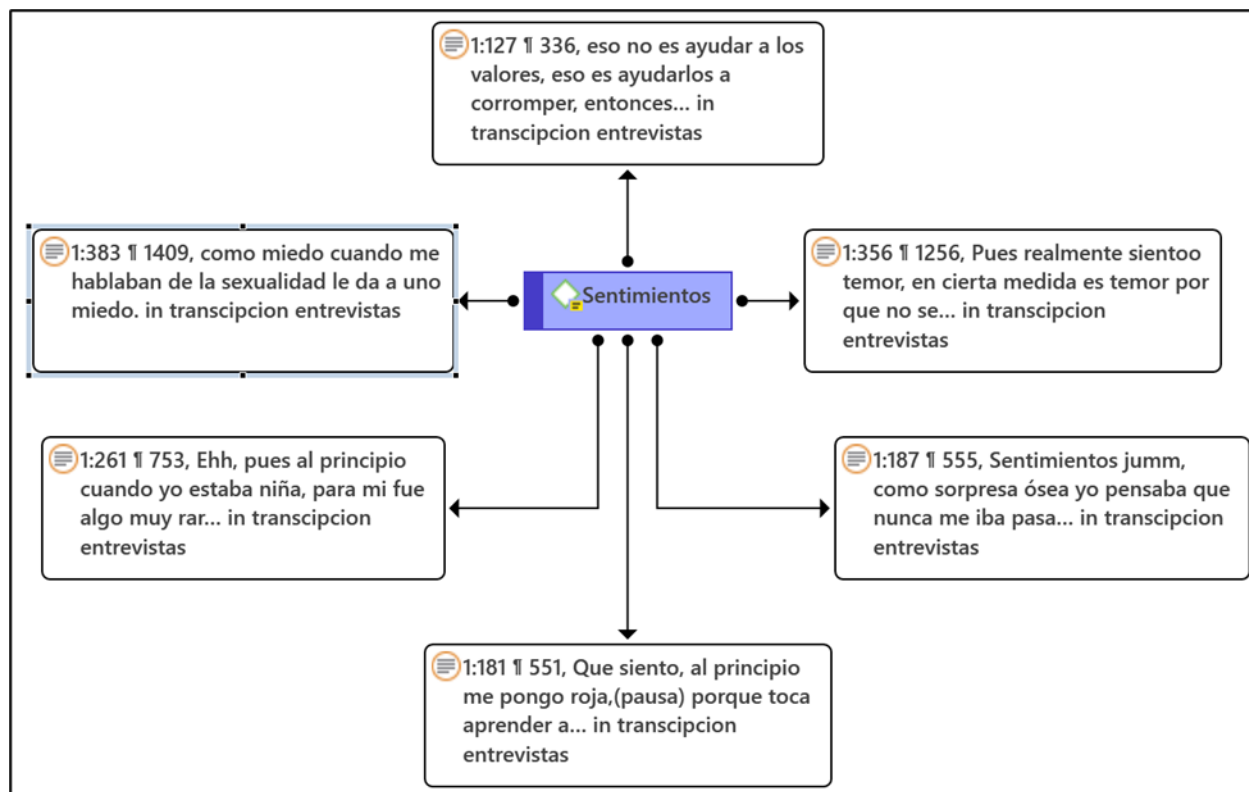 1:127 ¶ 336, eso no es ayudar a los
valores, eso es ayudarlos a
corromper, entonces... in
transcipcion entrevistas
1:383 ¶ 1409, como miedo cuando me
hablaban de la sexualidad le da a uno
miedo. in transcipcion entrevistas
Sentimientos
1:356 ¶ 1256, Pues realmente sientoo
temor, en cierta medida es temor por
que no se... in transcipcion
entrevistas
1:261 ¶ 753, Ehh, pues al principio
cuando yo estaba niña, para mi fue
algo muy rar... in transcipcion
entrevistas
1:187 ¶ 555, Sentimientos jumm,
como sorpresa ósea yo pensaba que
nunca me iba pasa... in transcipcion
entrevistas
1:181 ¶ 551, Que siento, al principio
me pongo roja,(pausa) porque toca
aprender a... in transcipcion
entrevistas